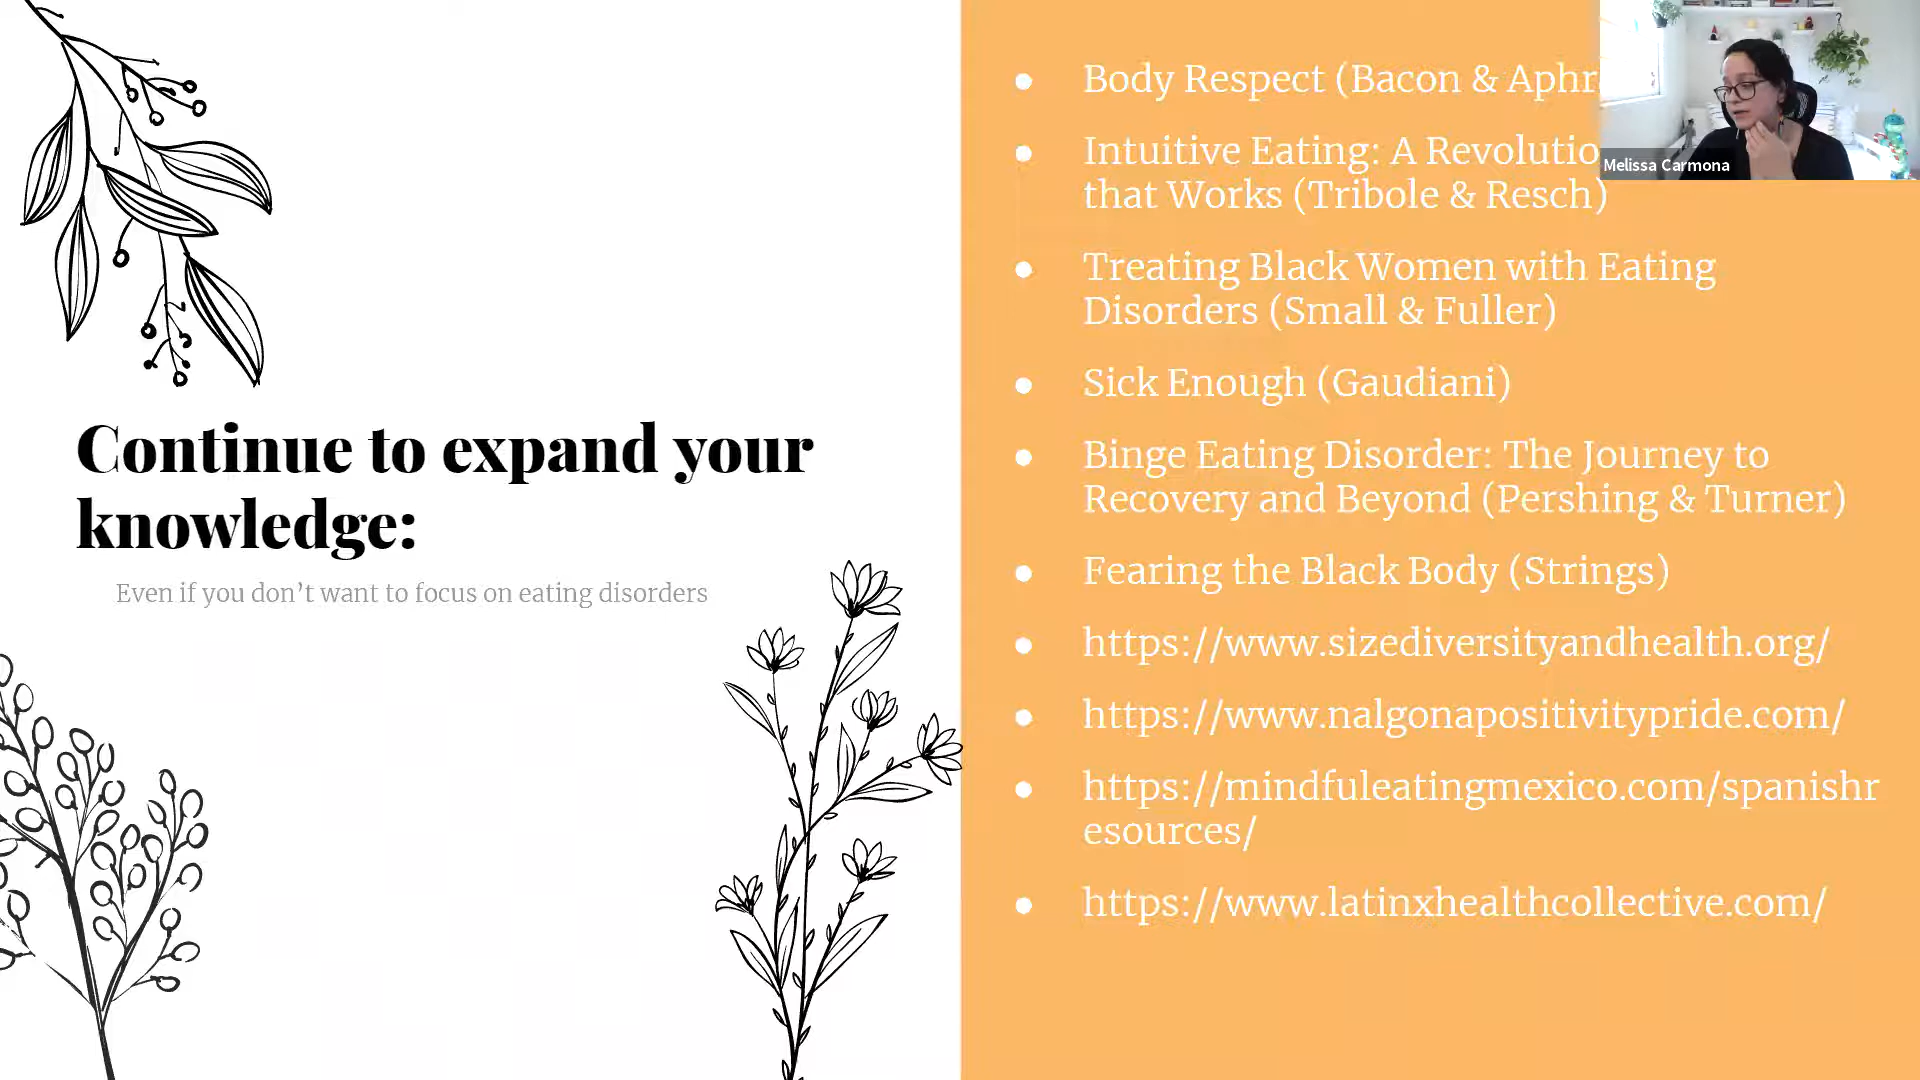 Continue to expand your
knowledge:
Even if you don’t want to focus on eating disorders
● Body Respect (Bacon &
● Intuitive Eating: A
that Works (Tribole & Resch)
● Treating Black Women with Eating
Disorders (Small & Fuller)
● Sick Enough (Gaudiani)
● Binge Eating Disorder: The Journey to
Recovery and Beyond (Pershing & Turner)
● Fearing the Black Body (Strings)
● https://www.sizediversityandhealth.org/
● https://www.nalgonapositivitypride.com/
● https://mindfuleatingmexico.com/spanishr
esources/
● https://www.latinxhealthcollective.com/
Melissa Carmona